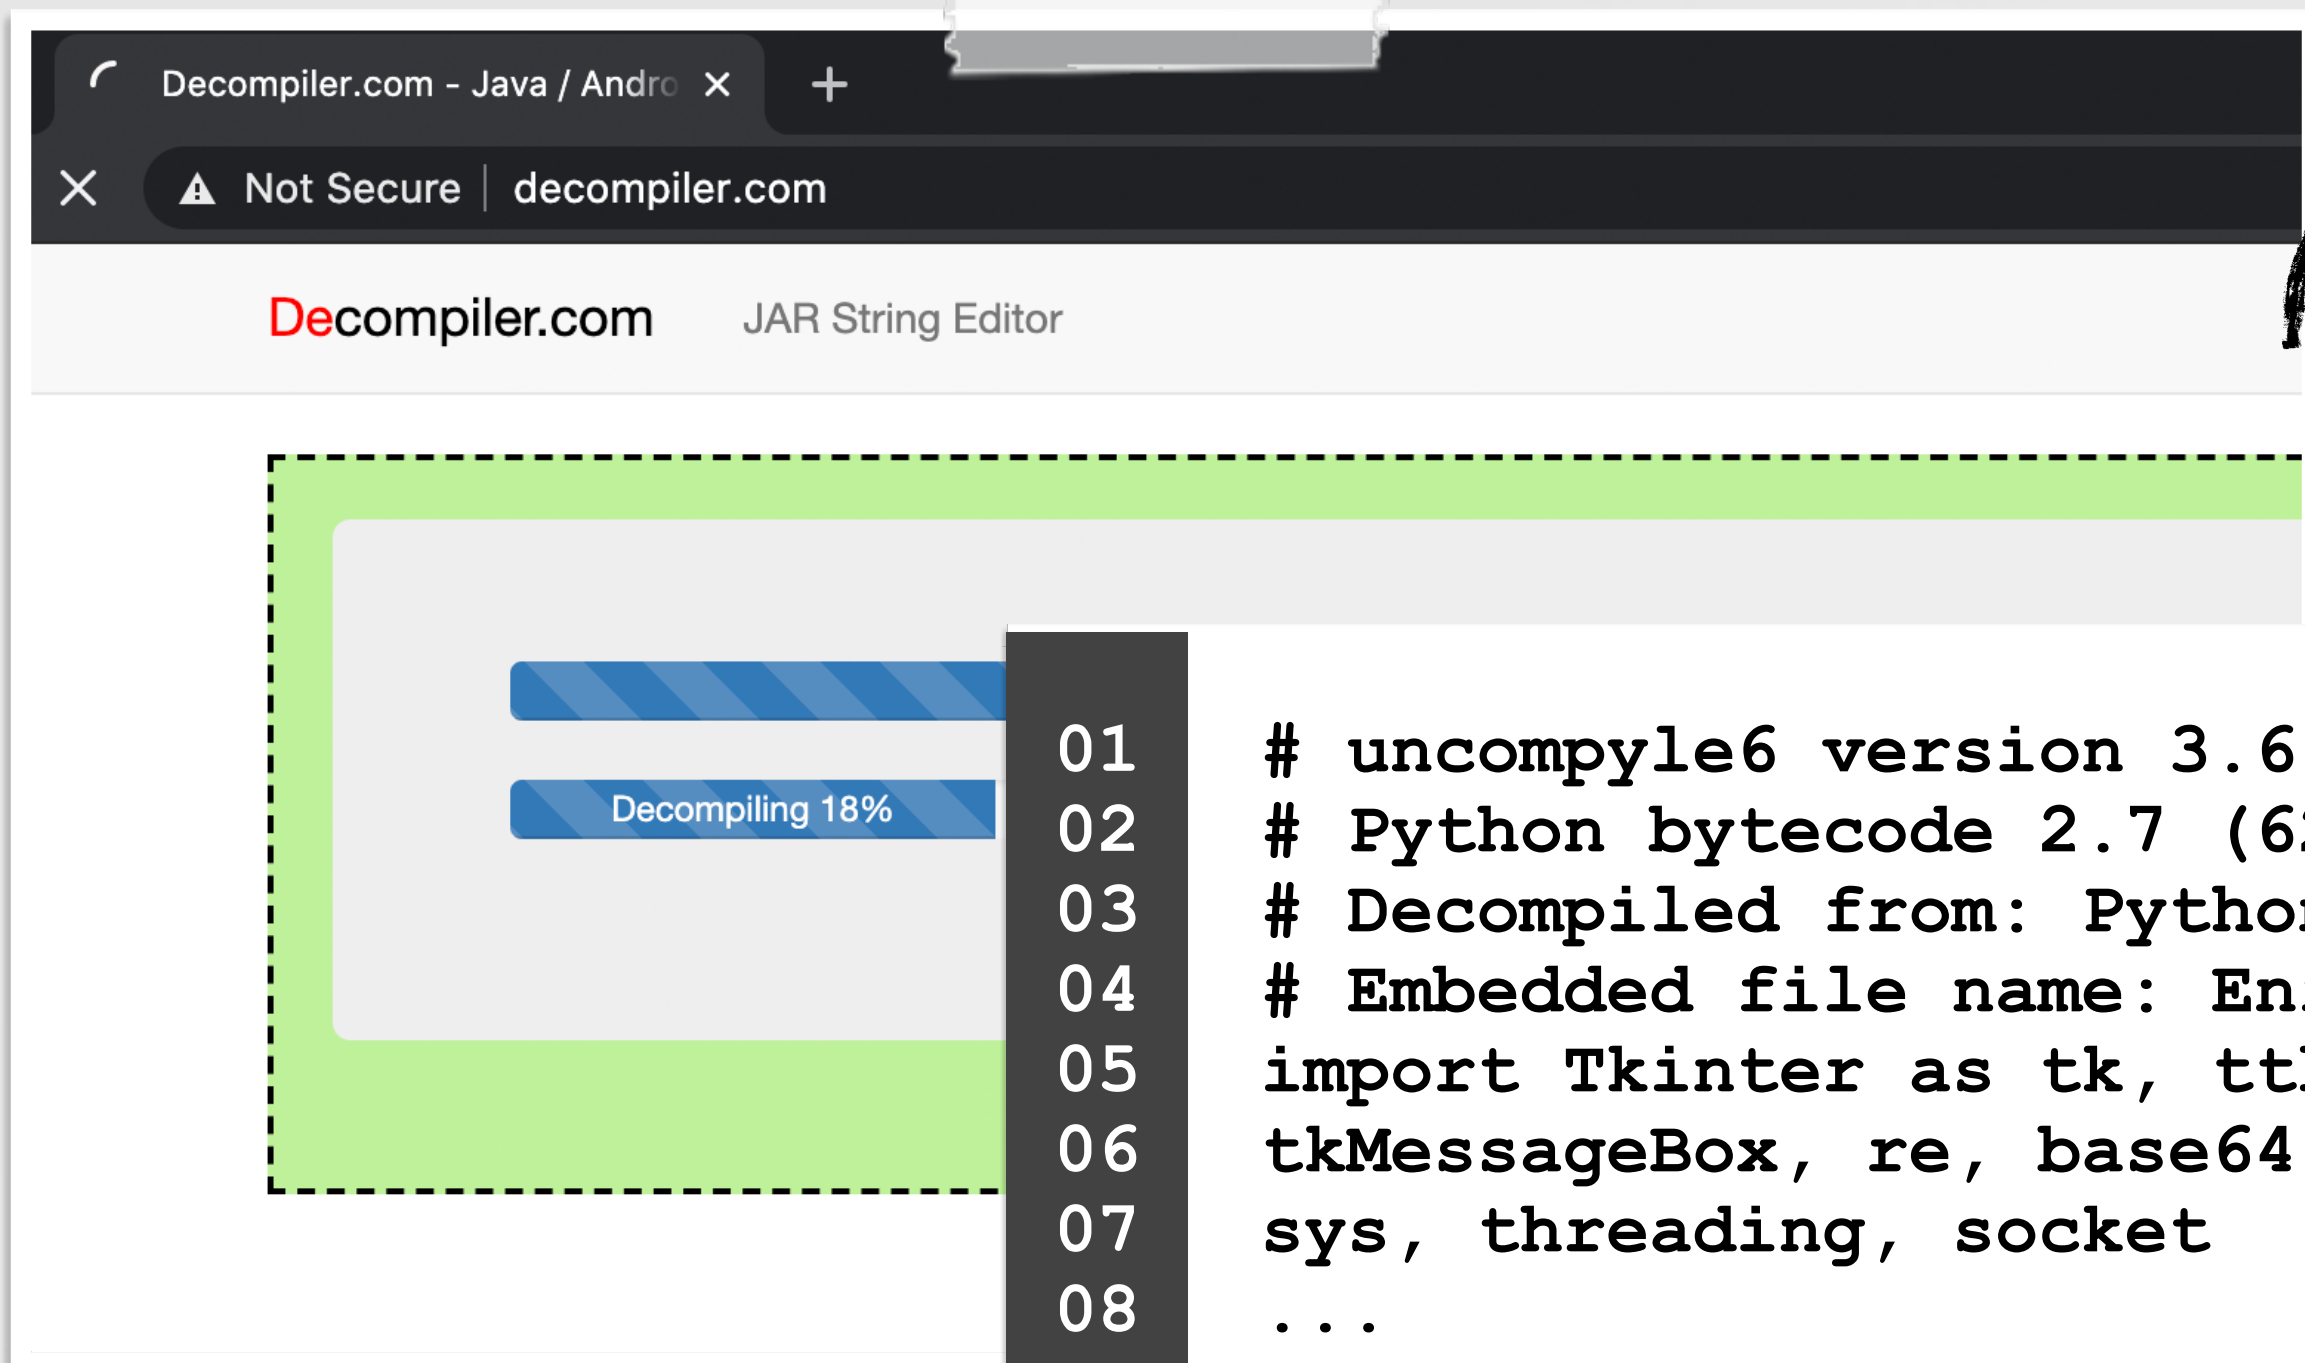 Decompiler.com - Java / Andro
Not Secure
decompiler.com
Decompiler.com
JAR String Editor
Decompiling 18%
01 # uncompyle6 version 3.6
02 # Python bytecode 2.7
03 # Decompiled from:
04 # Embedded file name:
05 import Tkinter as tk,
06 tkMessageBox, re, base64
07 sys, threading, socket
08 ...